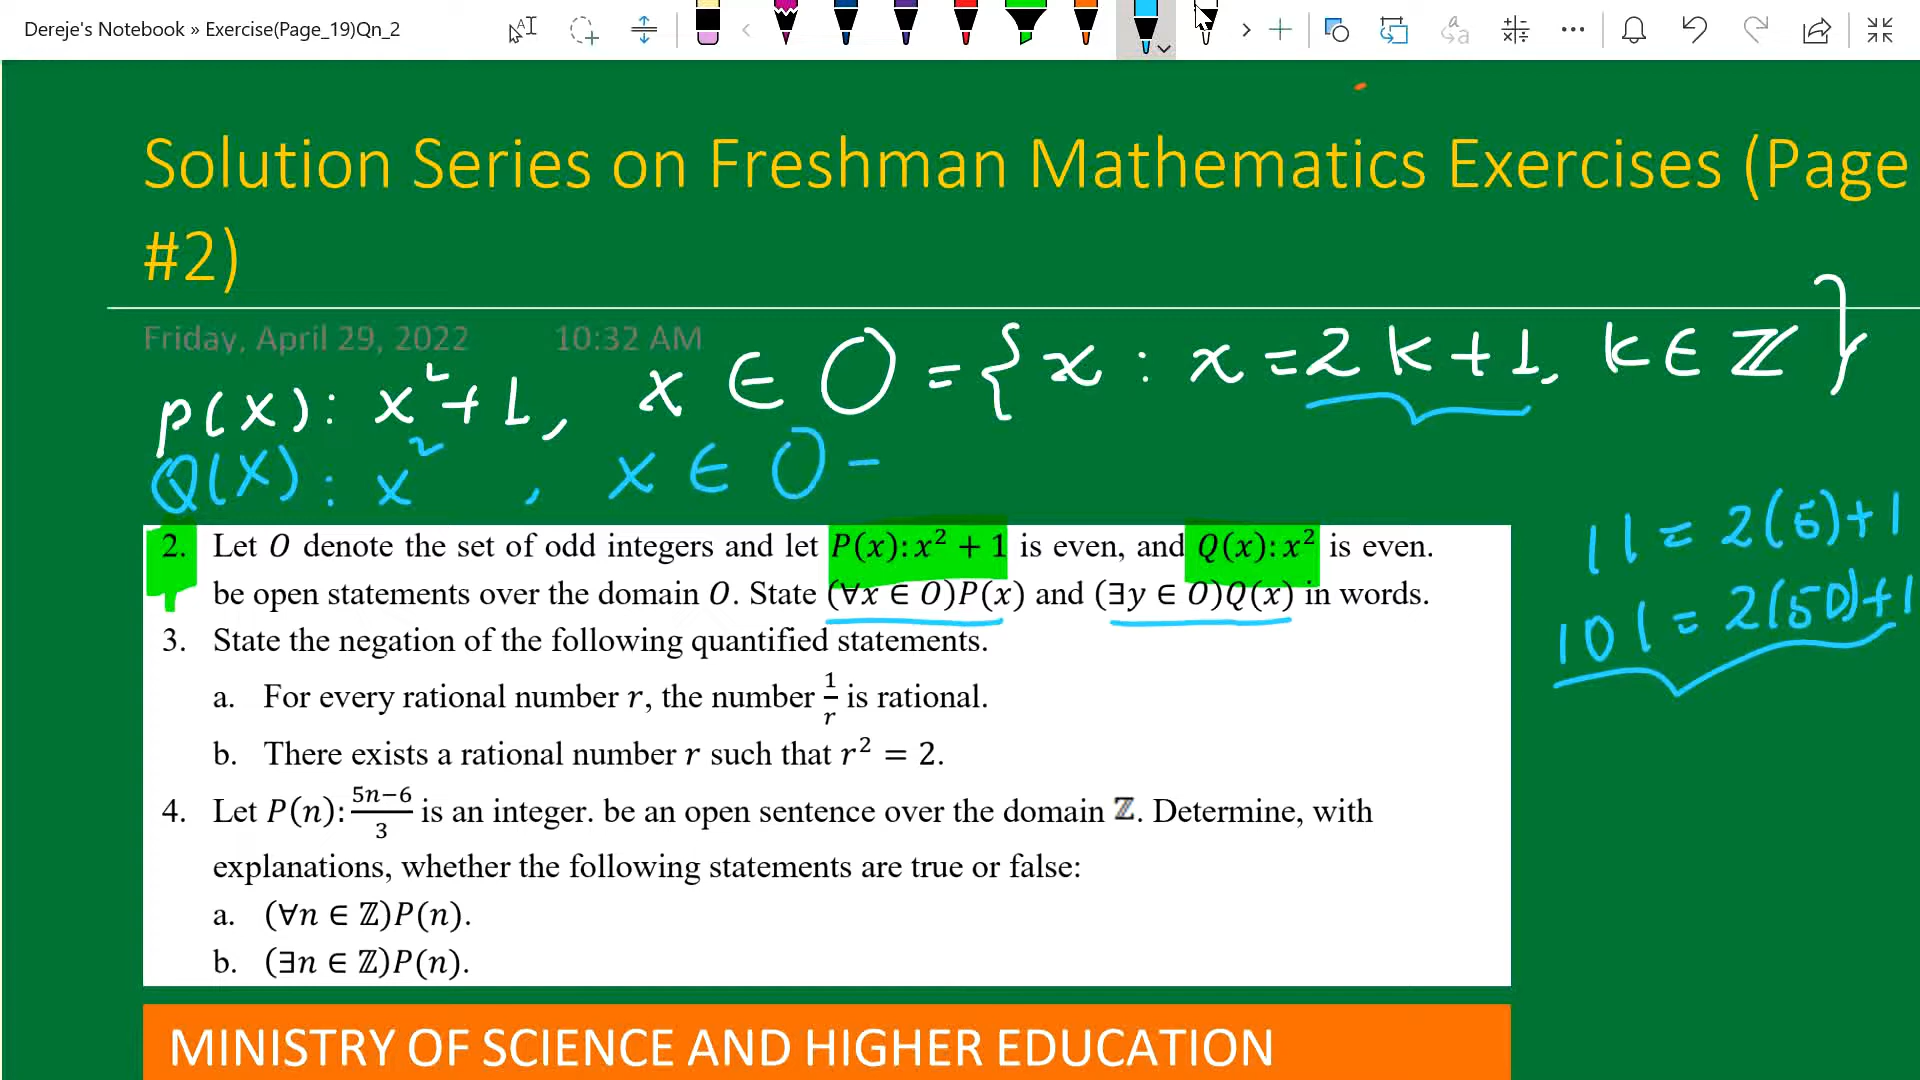 Dereje's Notebook » Exercise(Page_19)Qn_2
Solution Series on Freshman Mathematics Exercises (Page
#2)
Friday, April 29, 2022 10:32 AM
p(x): x²+1, x ∈ O = {x : x = 2k+1, k ∈ ℤ}
Q(x): x², x ∈ O –
11 = 2(5)+1
101 = 2(50)+1
2. Let O denote the set of odd integers and let P(x): x² + 1 is even, and Q(x): x² is even.
be open statements over the domain O. State (∀x ∈ O)P(x) and (∃y ∈ O)Q(x) in words.
3. State the negation of the following quantified statements.
a. For every rational number r, the number 1/r is rational.
b. There exists a rational number r such that r² = 2.
4. Let P(n): (5n−6)/3 is an integer. be an open sentence over the domain ℤ. Determine, with
explanations, whether the following statements are true or false:
a. (∀n ∈ ℤ)P(n).
b. (∃n ∈ ℤ)P(n).
MINISTRY OF SCIENCE AND HIGHER EDUCATION